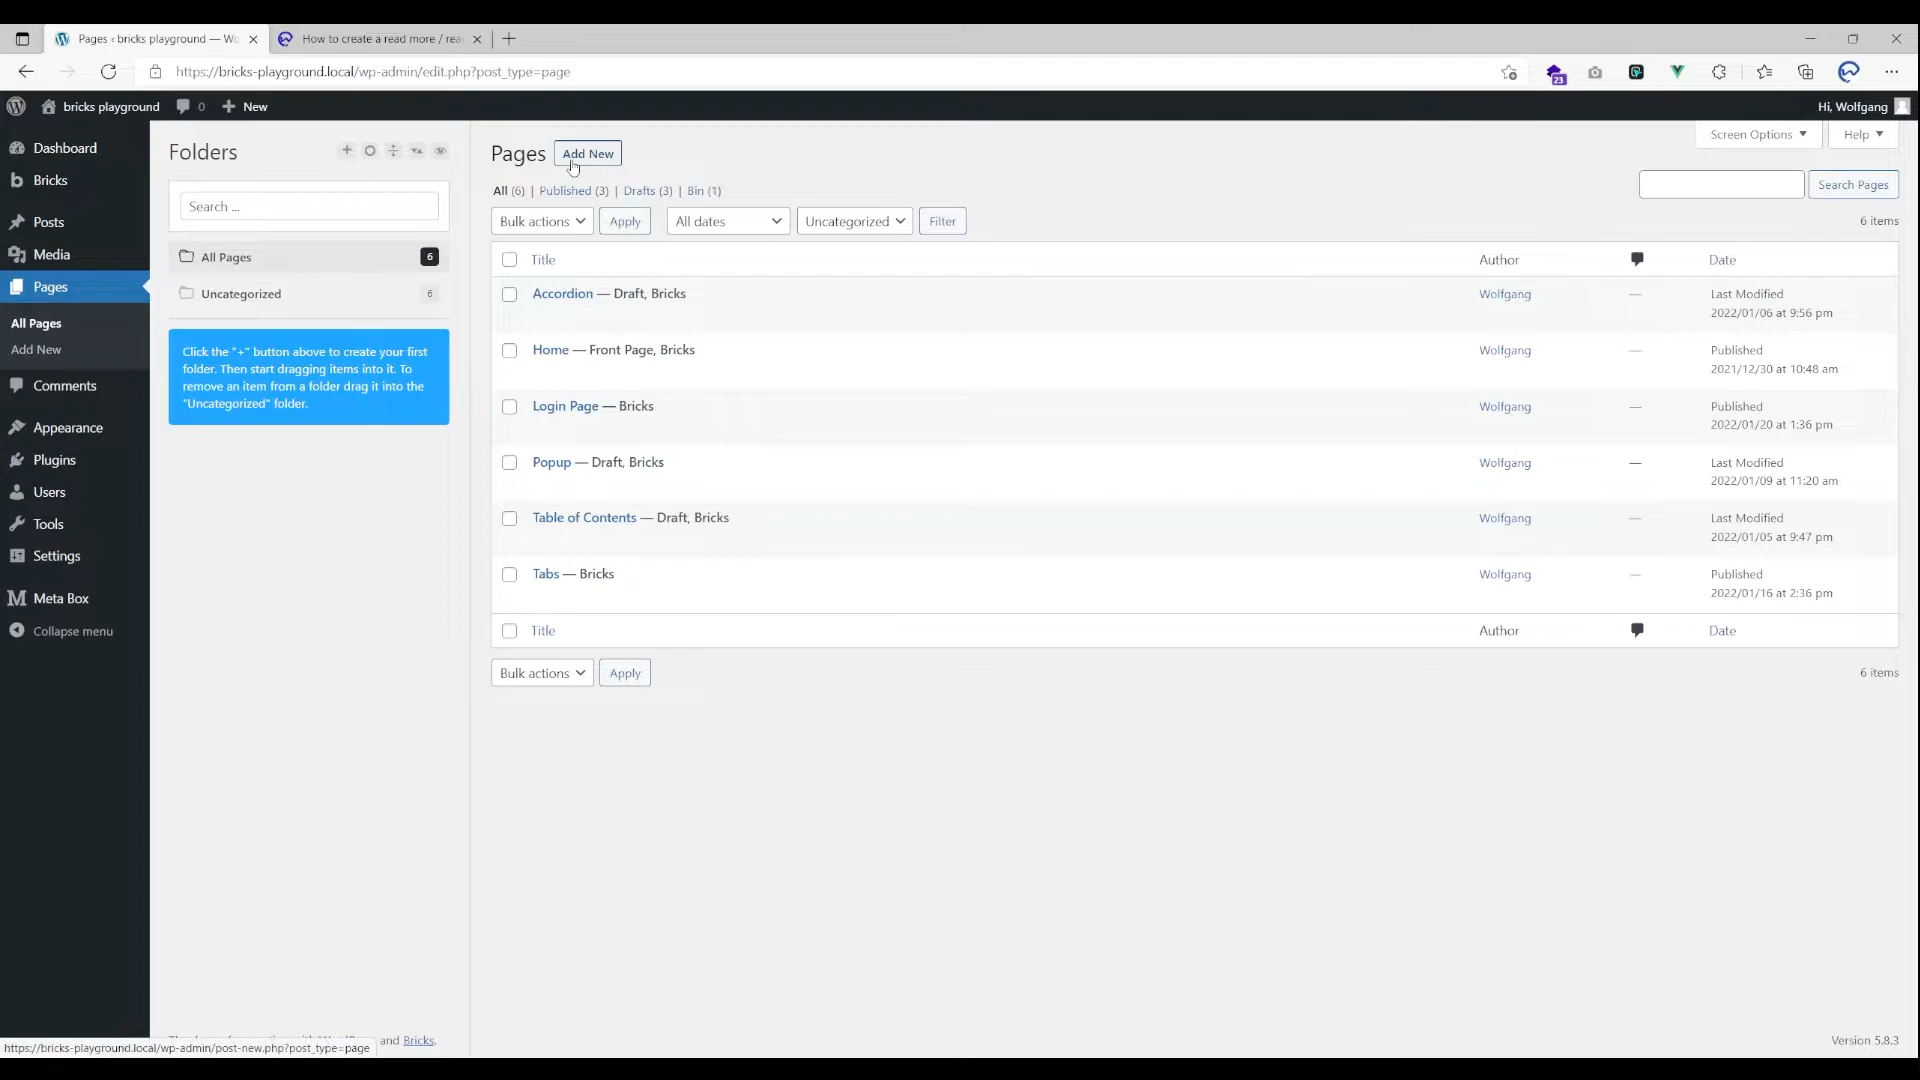 Pages ‹ bricks playground — Wo
How to create a read more / rea
https://bricks-playground.local/wp-admin/edit.php?post_type=page
23
bricks playground
0
New
Hi, Wolfgang
Dashboard
Bricks
Posts
Media
Pages
All Pages
Add New
Comments
Appearance
Plugins
Users
Tools
Settings
Meta Box
Collapse menu
Folders
Search ...
All Pages
6
Uncategorized
6
Click the "+" button above to create your first
folder. Then start dragging items into it. To
remove an item from a folder drag it into the
"Uncategorized" folder.
Screen Options
Help
Pages
Add New
All (6) | Published (3) | Drafts (3) | Bin (1)
Search Pages
Bulk actions
Apply
All dates
Uncategorized
Filter
6 items
Title
Author
Date
Accordion — Draft, Bricks
Wolfgang
—
Last Modified
2022/01/06 at 9:56 pm
Home — Front Page, Bricks
Wolfgang
—
Published
2021/12/30 at 10:48 am
Login Page — Bricks
Wolfgang
—
Published
2022/01/20 at 1:36 pm
Popup — Draft, Bricks
Wolfgang
—
Last Modified
2022/01/09 at 11:20 am
Table of Contents — Draft, Bricks
Wolfgang
—
Last Modified
2022/01/05 at 9:47 pm
Tabs — Bricks
Wolfgang
—
Published
2022/01/16 at 2:36 pm
Title
Author
Date
Bulk actions
Apply
6 items
and Bricks.
https://bricks-playground.local/wp-admin/post-new.php?post_type=page
Version 5.8.3